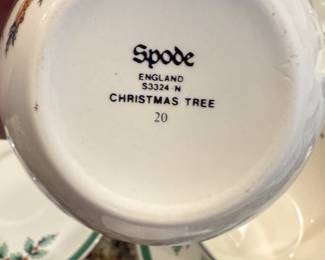 Spode
ENGLAND
S3324 N
CHRISTMAS TREE
20